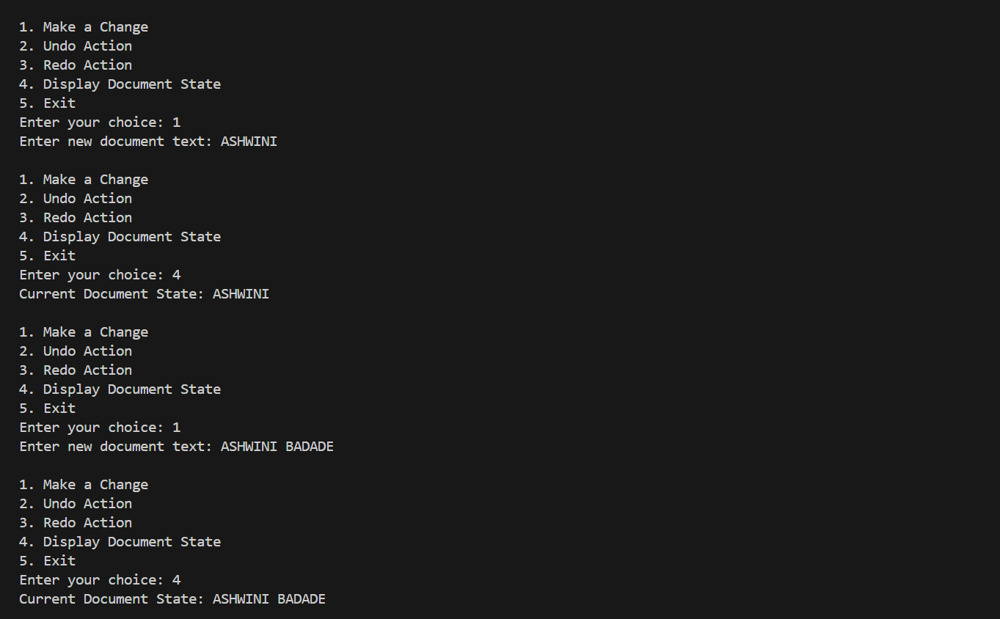 1. Make a Change
2. Undo Action
3. Redo Action
4. Display Document State
5. Exit
Enter your choice: 1
Enter new document text: ASHWINI

1. Make a Change
2. Undo Action
3. Redo Action
4. Display Document State
5. Exit
Enter your choice: 4
Current Document State: ASHWINI

1. Make a Change
2. Undo Action
3. Redo Action
4. Display Document State
5. Exit
Enter your choice: 1
Enter new document text: ASHWINI BADADE

1. Make a Change
2. Undo Action
3. Redo Action
4. Display Document State
5. Exit
Enter your choice: 4
Current Document State: ASHWINI BADADE